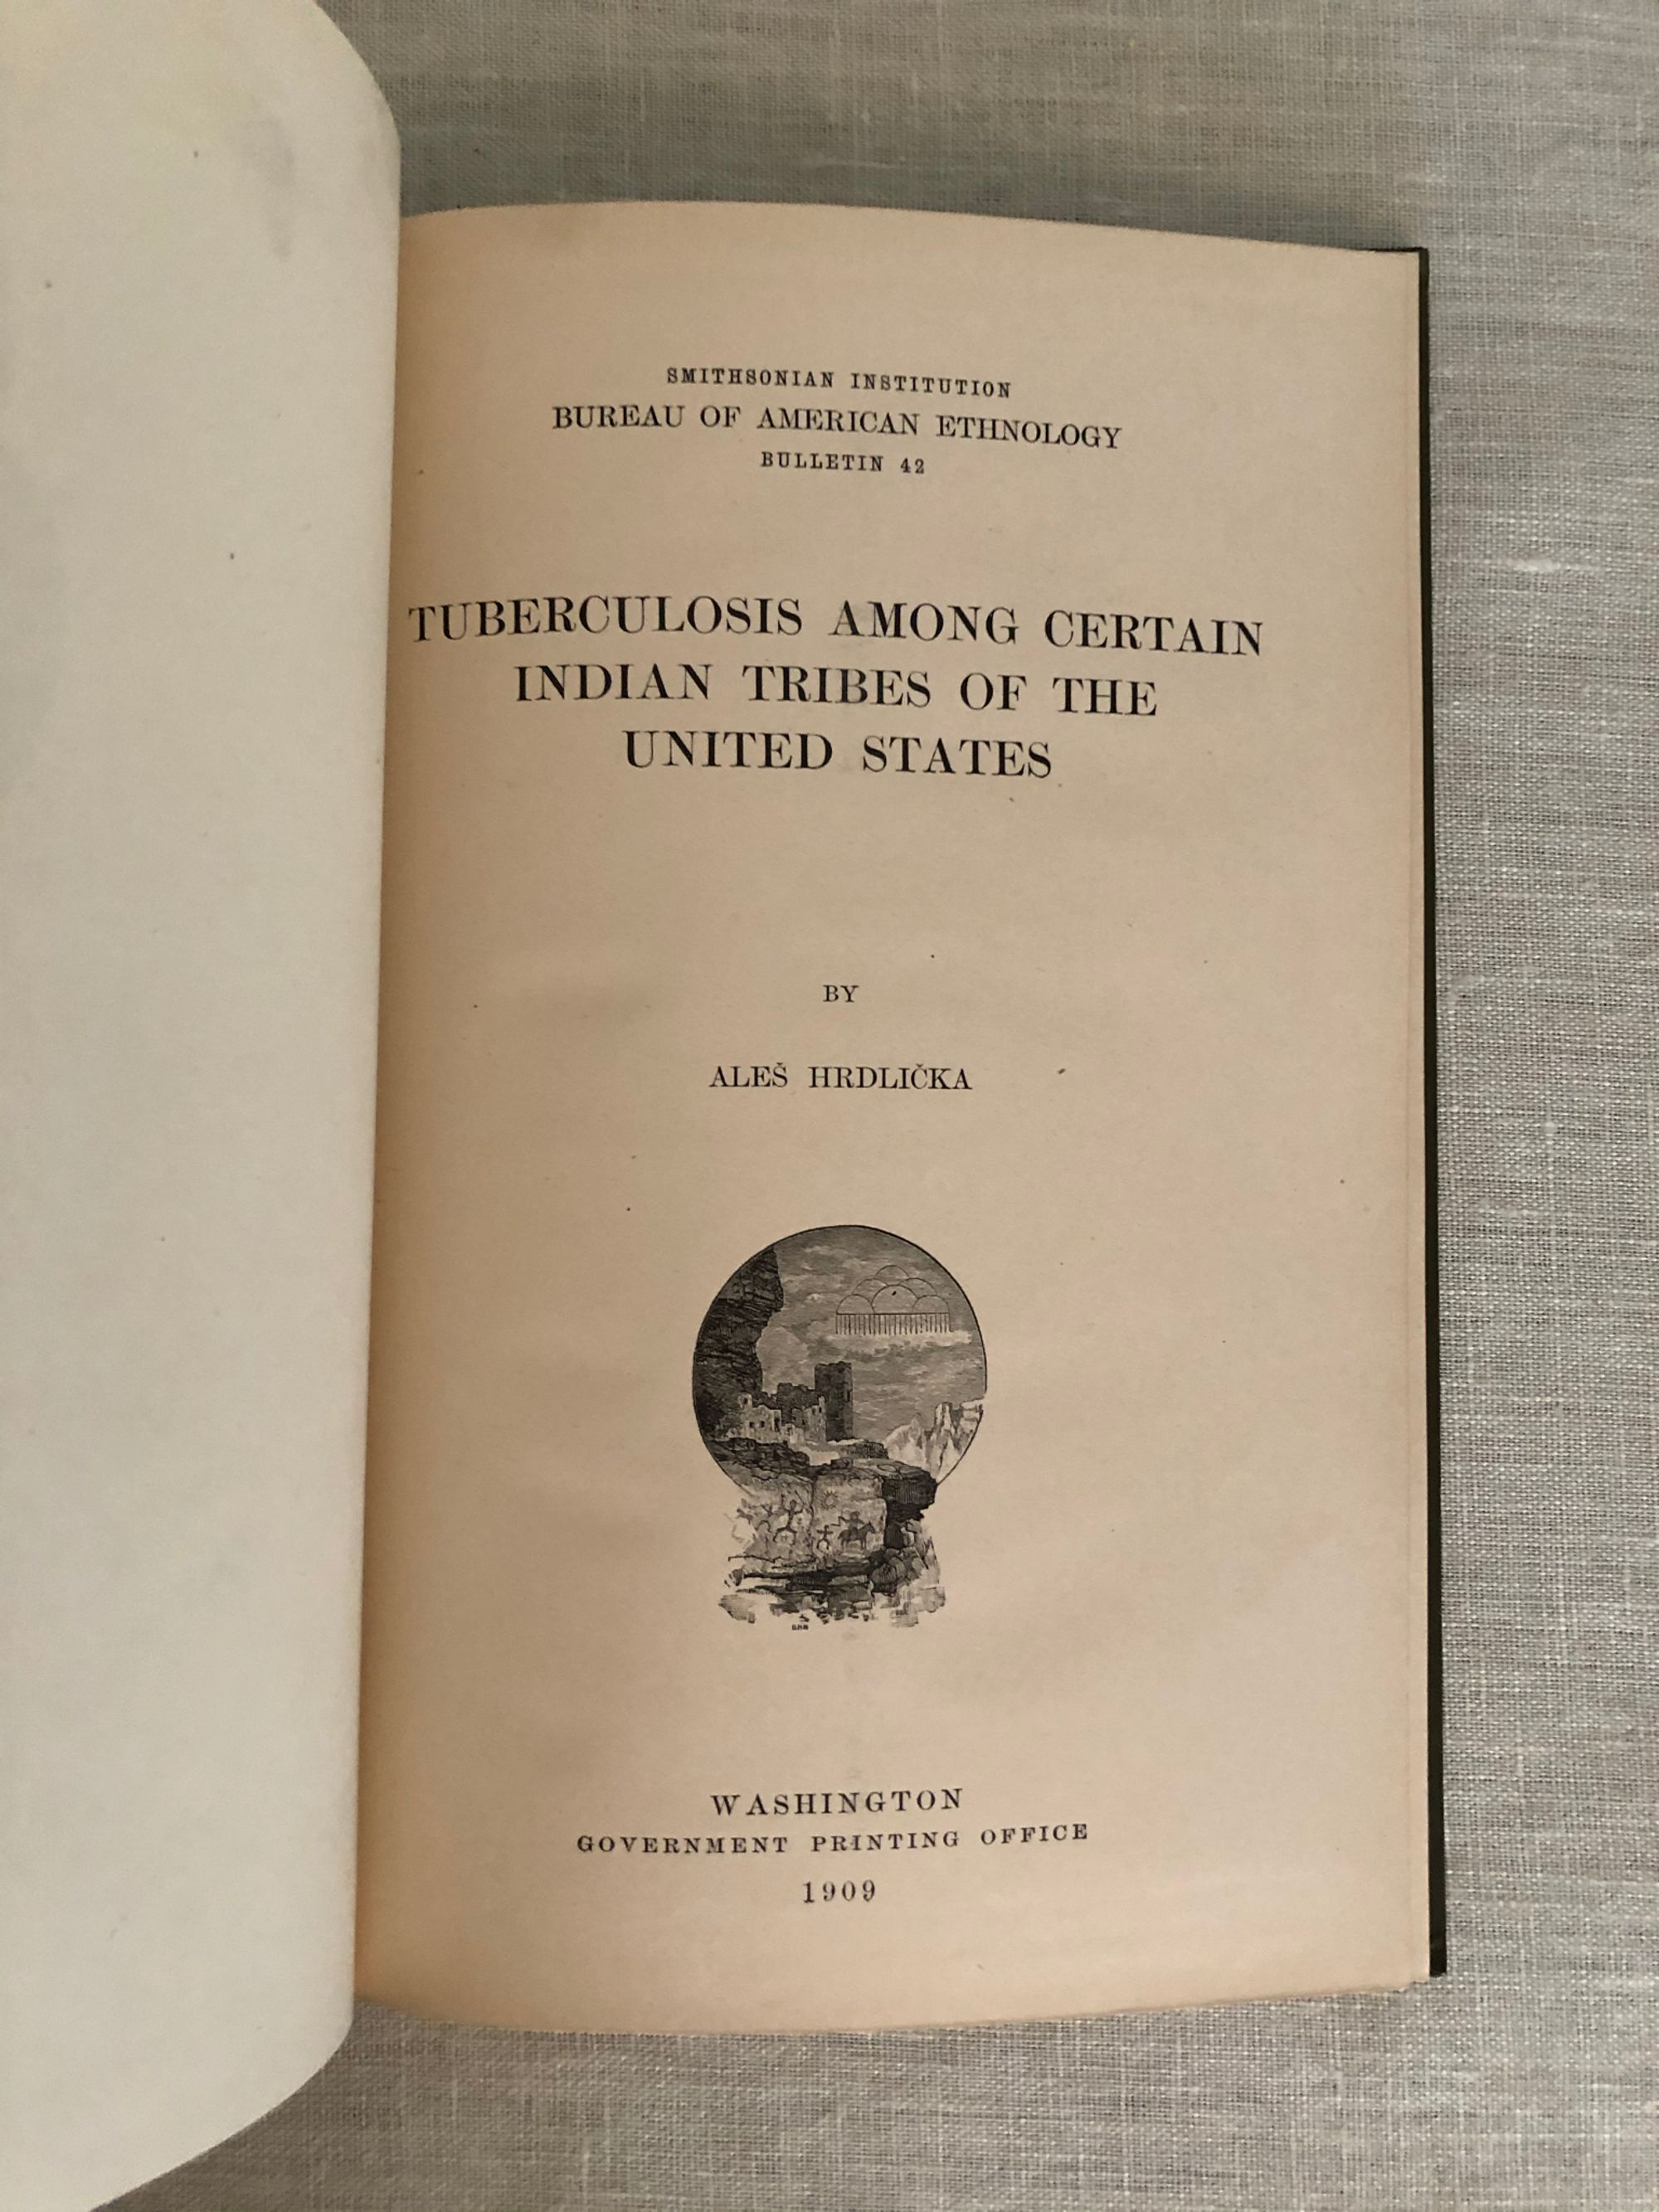 SMITHSONIAN INSTITUTION
BUREAU OF AMERICAN ETHNOLOGY
BULLETIN 42
TUBERCULOSIS AMONG CERTAIN
INDIAN TRIBES OF THE
UNITED STATES
BY
ALEŠ HRDLIČKA
WASHINGTON
GOVERNMENT PRINTING OFFICE
1909